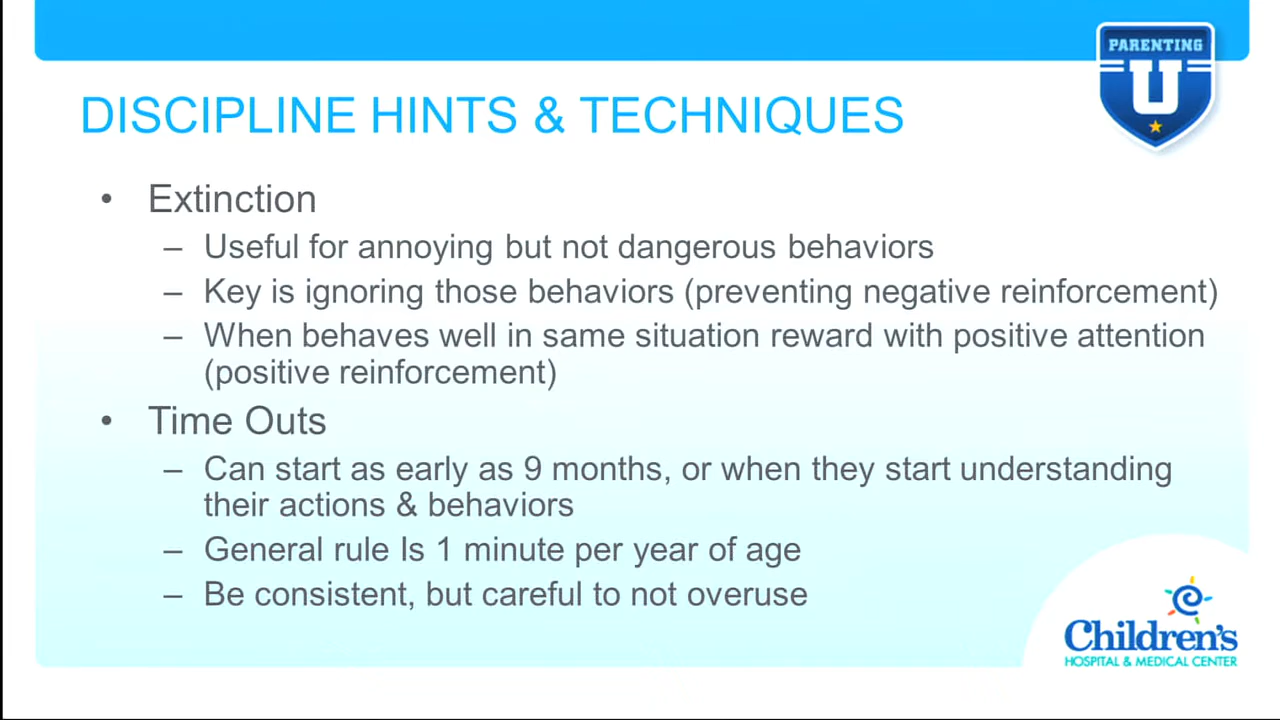 PARENTING
U
DISCIPLINE HINTS & TECHNIQUES
• Extinction
– Useful for annoying but not dangerous behaviors
– Key is ignoring those behaviors (preventing negative reinforcement)
– When behaves well in same situation reward with positive attention
(positive reinforcement)
• Time Outs
– Can start as early as 9 months, or when they start understanding
their actions & behaviors
– General rule Is 1 minute per year of age
– Be consistent, but careful to not overuse
Children's
HOSPITAL & MEDICAL CENTER